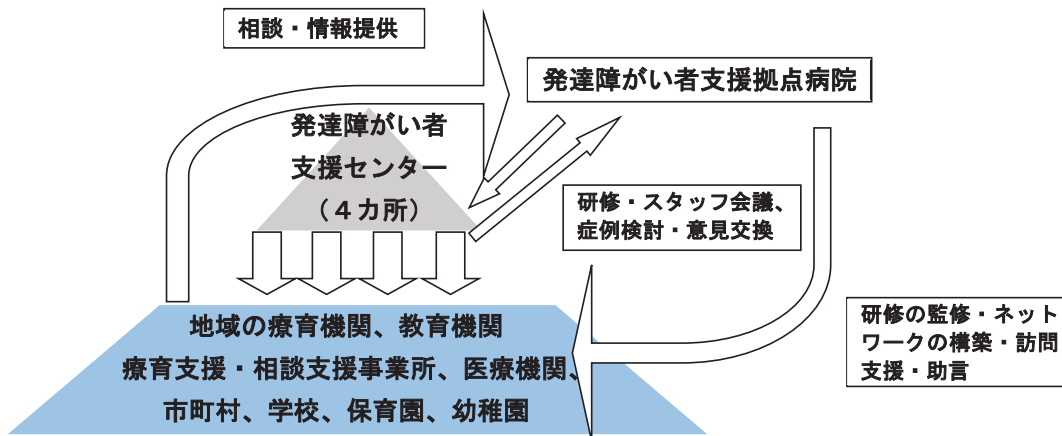 相談・情報提供
発達障がい者支援拠点病院
発達障がい者
支援センター
（４カ所）
研修・スタッフ会議、
症例検討・意見交換
研修の監修・ネット
ワークの構築・訪問
支援・助言
地域の療育機関、教育機関
療育支援・相談支援事業所、医療機関、
市町村、学校、保育園、幼稚園